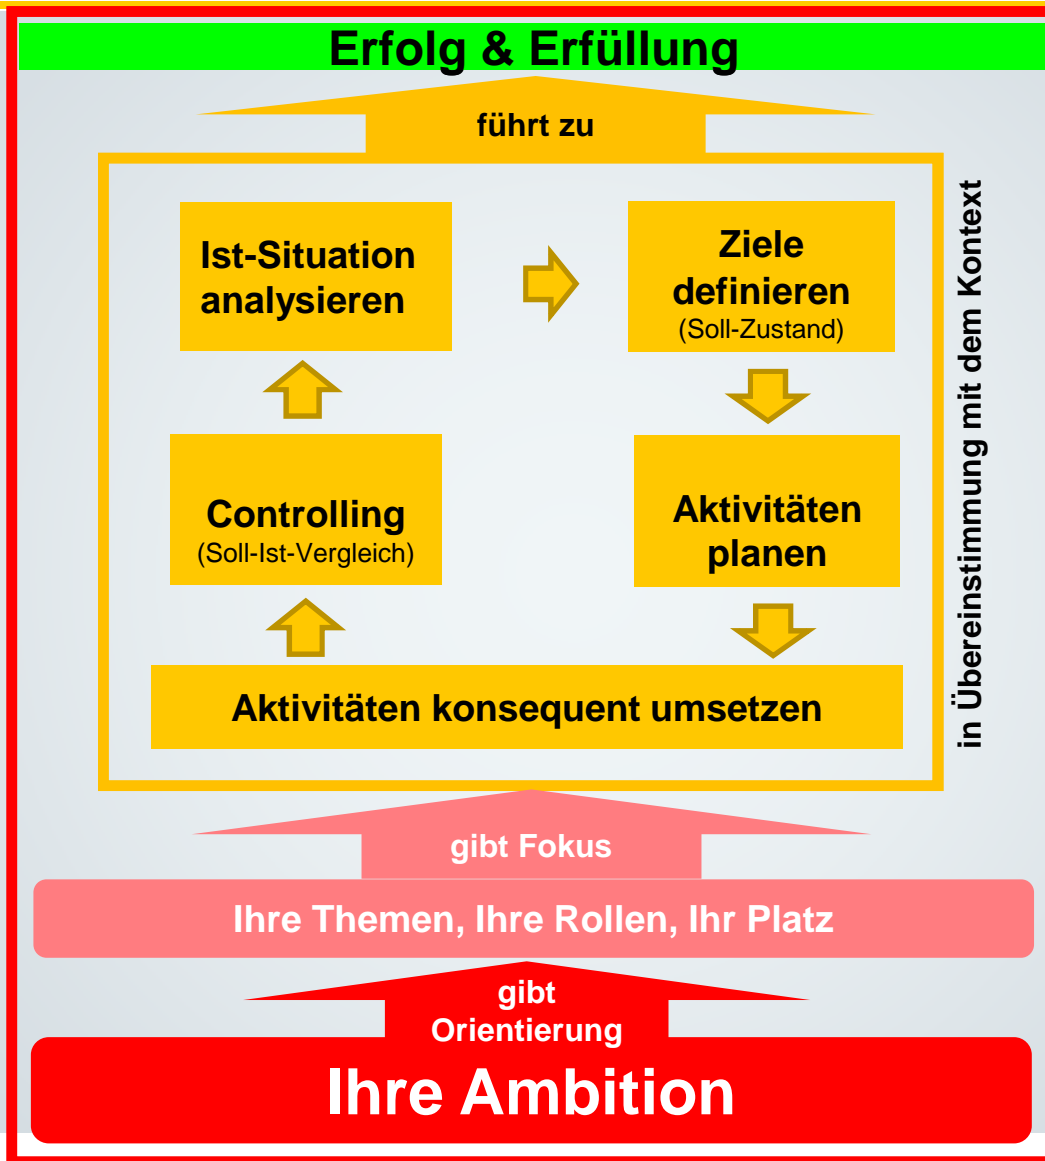 Erfolg & Erfüllung
führt zu
Ist-Situation
analysieren
Ziele
definieren
(Soll-Zustand)
Controlling
(Soll-Ist-Vergleich)
Aktivitäten
planen
Aktivitäten konsequent umsetzen
in Übereinstimmung mit dem Kontext
gibt Fokus
Ihre Themen, Ihre Rollen, Ihr Platz
gibt
Orientierung
Ihre Ambition